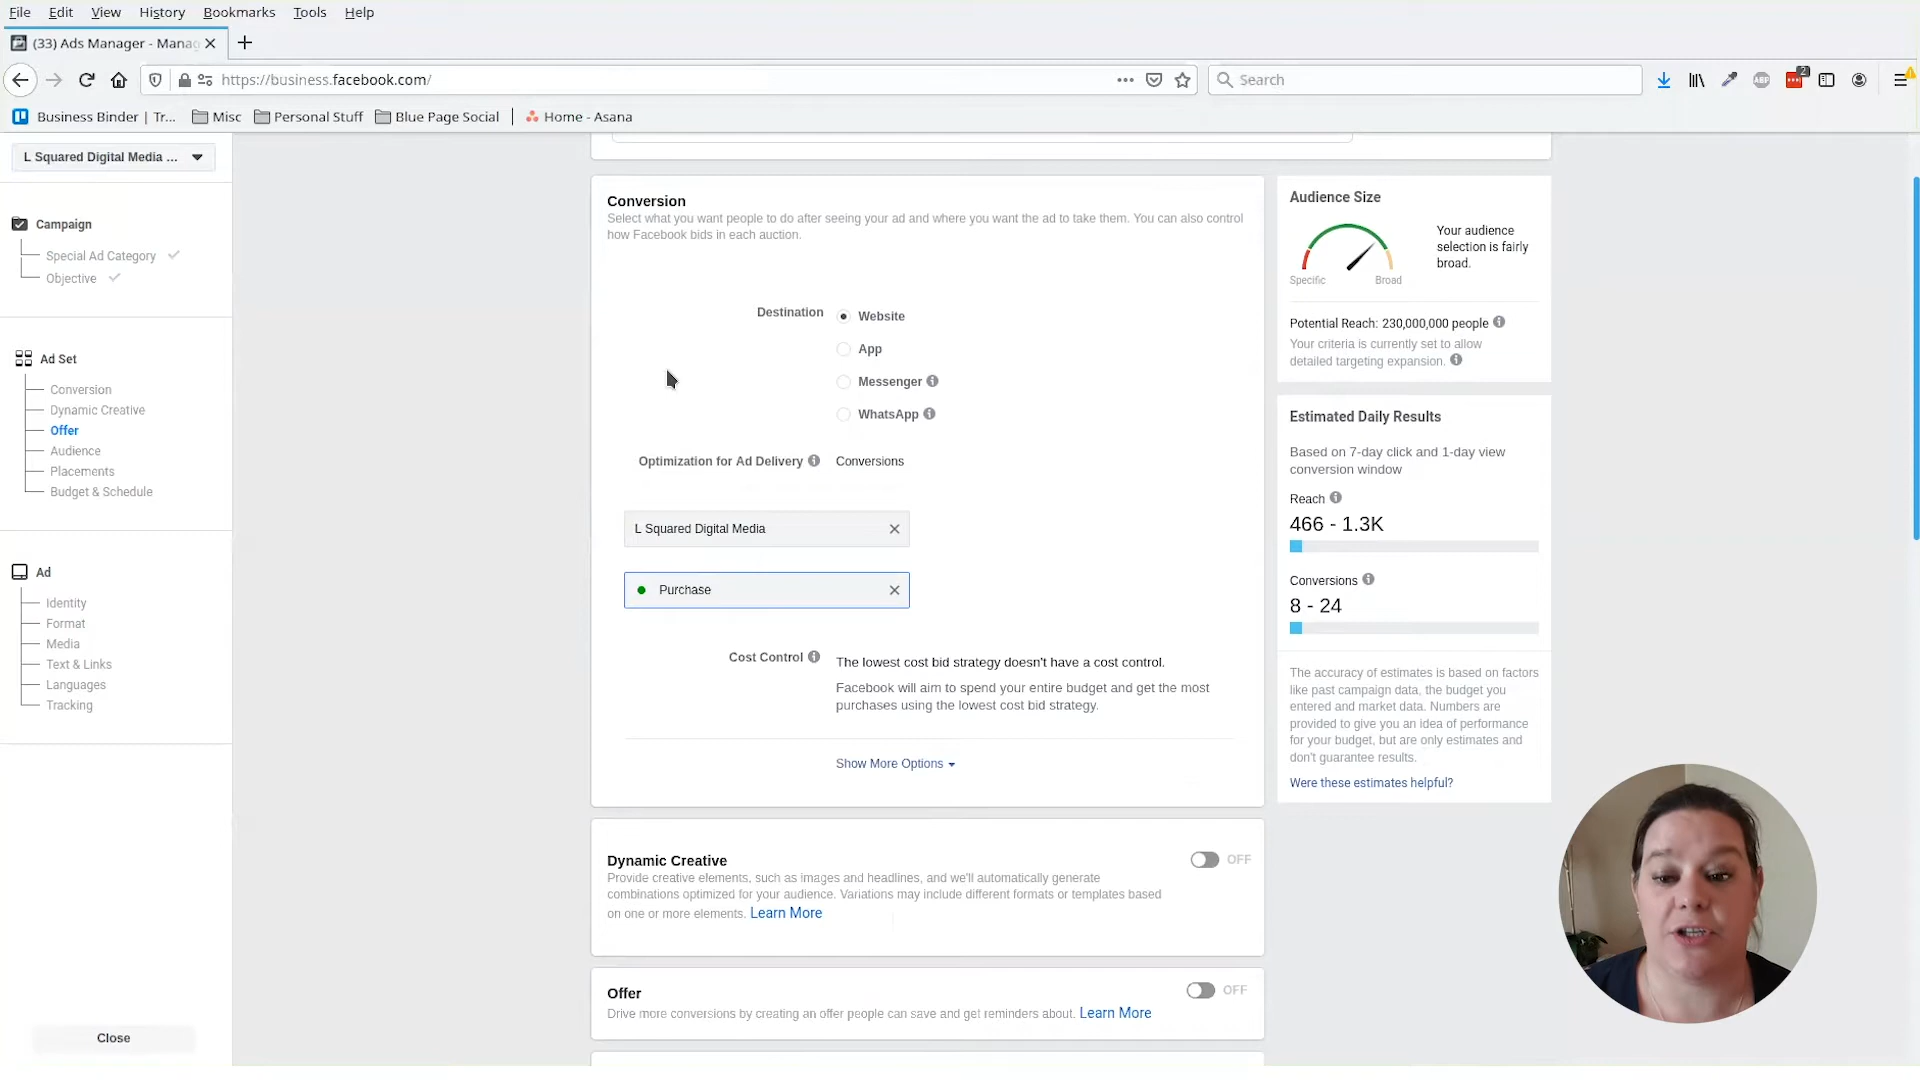 File Edit View History Bookmarks Tools Help
(33) Ads Manager - Manag
https://business.facebook.com/
Search
2
Business Binder | Tr... Misc Personal Stuff Blue Page Social Home - Asana
L Squared Digital Media ...
Campaign
Special Ad Category
Objective
Ad Set
Conversion
Dynamic Creative
Offer
Audience
Placements
Budget & Schedule
Ad
Identity
Format
Media
Text & Links
Languages
Tracking
Close
Conversion
Select what you want people to do after seeing your ad and where you want the ad to take them. You can also control
how Facebook bids in each auction.
Destination
Website
App
Messenger
WhatsApp
Optimization for Ad Delivery Conversions
L Squared Digital Media
Purchase
Cost Control The lowest cost bid strategy doesn't have a cost control.
Facebook will aim to spend your entire budget and get the most
purchases using the lowest cost bid strategy.
Show More Options
Dynamic Creative
OFF
Provide creative elements, such as images and headlines, and we'll automatically generate
combinations optimized for your audience. Variations may include different formats or templates based
on one or more elements. Learn More
Offer
OFF
Drive more conversions by creating an offer people can save and get reminders about. Learn More
Audience Size
Your audience
selection is fairly
broad.
Specific Broad
Potential Reach: 230,000,000 people
Your criteria is currently set to allow
detailed targeting expansion.
Estimated Daily Results
Based on 7-day click and 1-day view
conversion window
Reach
466 - 1.3K
Conversions
8 - 24
The accuracy of estimates is based on factors
like past campaign data, the budget you
entered and market data. Numbers are
provided to give you an idea of performance
for your budget, but are only estimates and
don't guarantee results.
Were these estimates helpful?